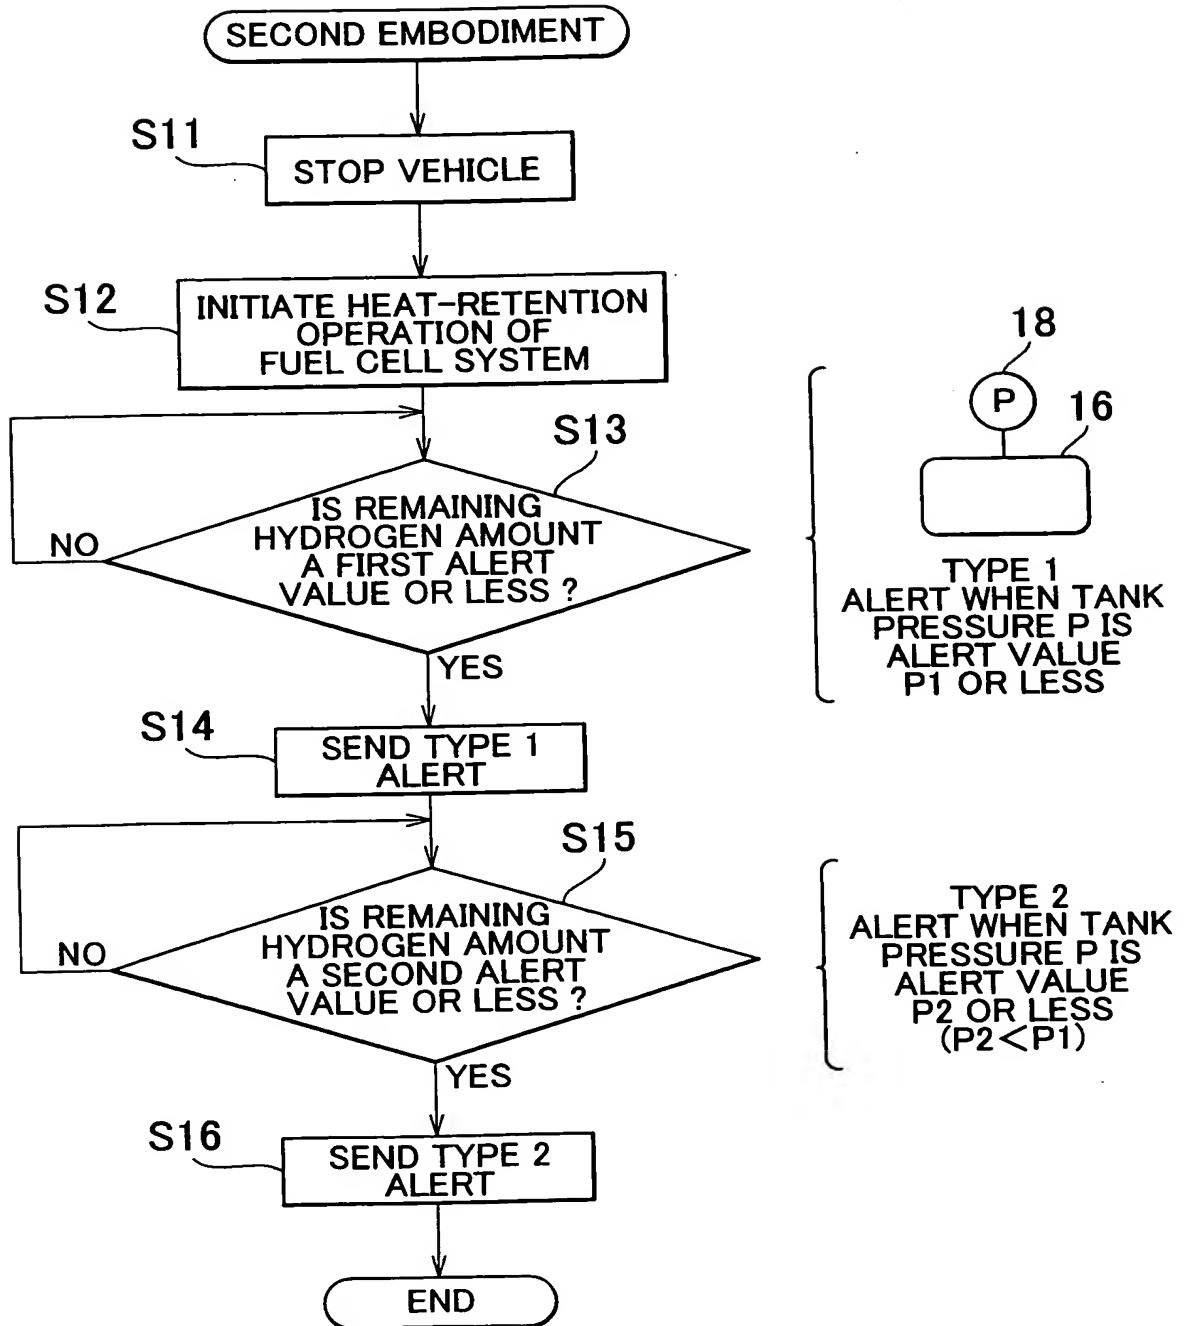 SECOND EMBODIMENT
S11
STOP VEHICLE
S12
INITIATE HEAT-RETENTION
OPERATION OF
FUEL CELL SYSTEM
S13
IS REMAINING
HYDROGEN AMOUNT
A FIRST ALERT
VALUE OR LESS ?
NO
YES
18
P
16
TYPE 1
ALERT WHEN TANK
PRESSURE P IS
ALERT VALUE
P1 OR LESS
S14
SEND TYPE 1
ALERT
S15
IS REMAINING
HYDROGEN AMOUNT
A SECOND ALERT
VALUE OR LESS ?
NO
YES
TYPE 2
ALERT WHEN TANK
PRESSURE P IS
ALERT VALUE
P2 OR LESS
(P2<P1)
S16
SEND TYPE 2
ALERT
END